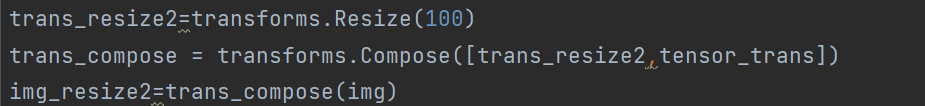 trans_resize2=transforms.Resize(100)
trans_compose = transforms.Compose([trans_resize2,tensor_trans])
img_resize2=trans_compose(img)